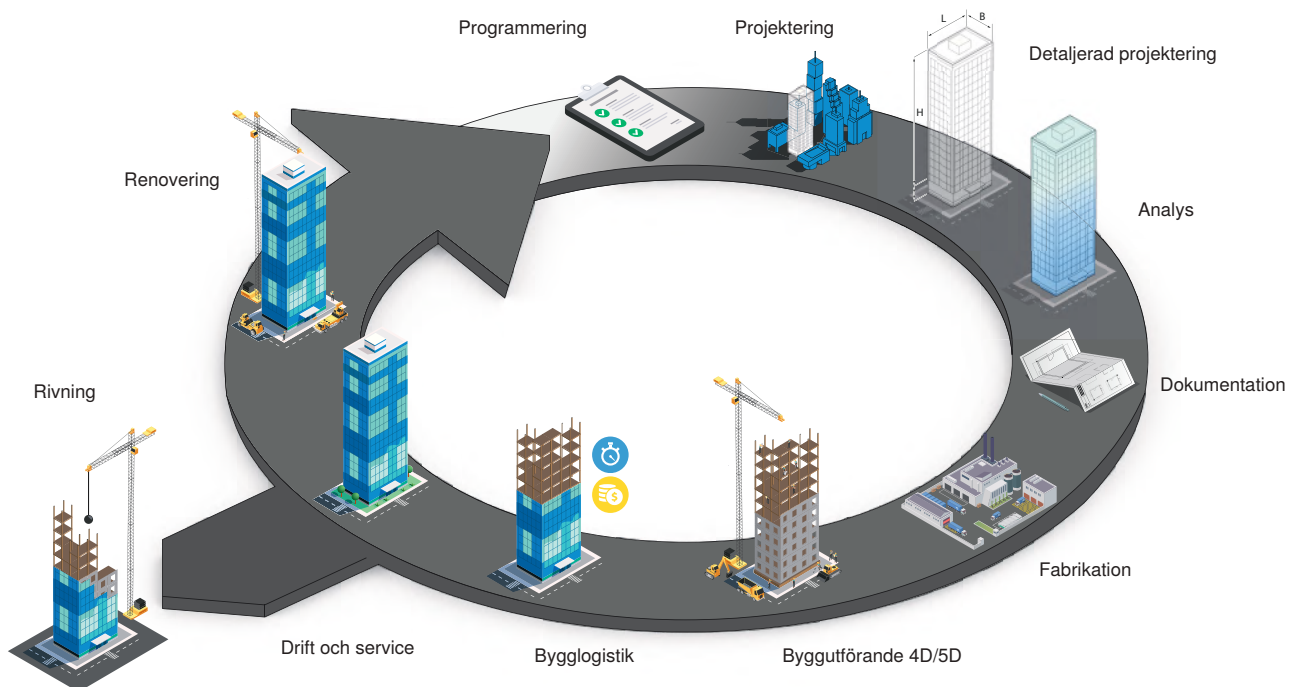 Programmering
Projektering
L
B
H
Detaljerad projektering
Analys
Dokumentation
Fabrikation
Byggutförande 4D/5D
Bygglogistik
$
Drift och service
Rivning
Renovering